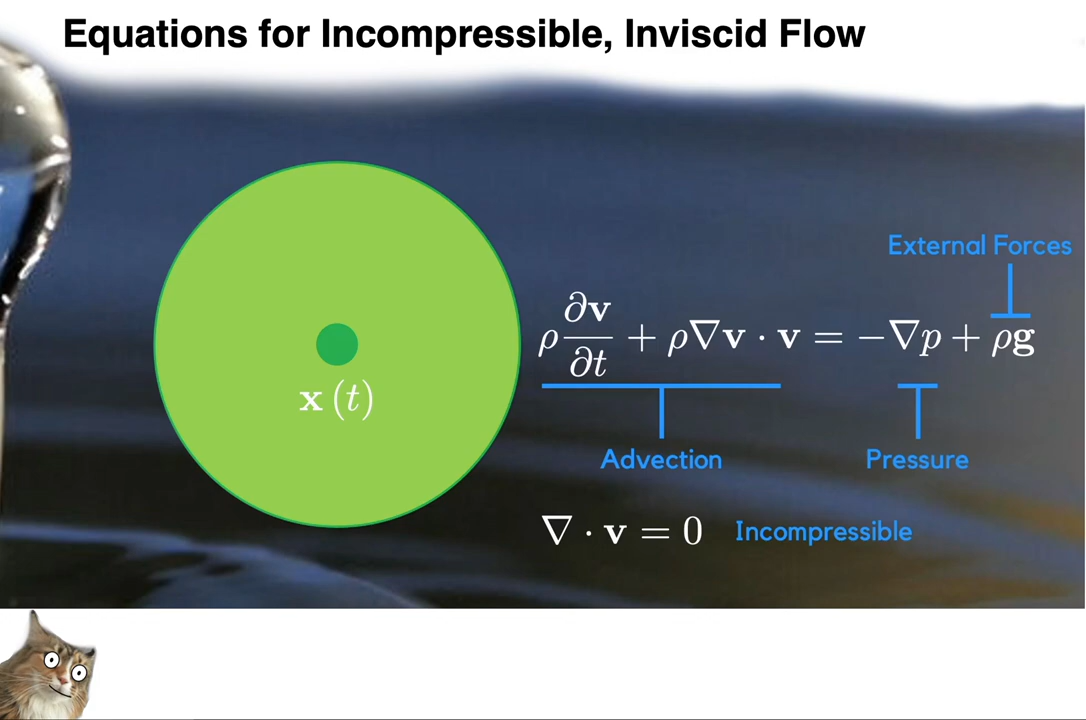 Equations for Incompressible, Inviscid Flow
External Forces
ρ ∂v/∂t + ρ∇v · v = −∇p + ρg
x (t)
Advection
Pressure
∇ · v = 0 Incompressible